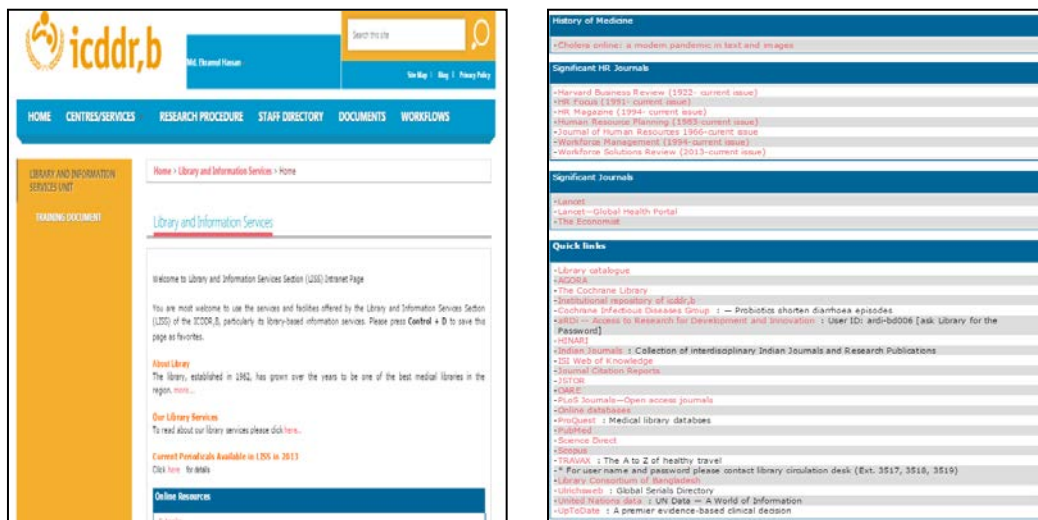 icddr,b
Search this site
Md. Ekramul Hassan
Site Map | Blog | Privacy Policy
HOME CENTRES/SERVICES RESEARCH PROCEDURE STAFF DIRECTORY DOCUMENTS WORKFLOWS
LIBRARY AND INFORMATION
SERVICES UNIT
TRAINING DOCUMENT
Home > Library and Information Services > Home
Library and Information Services
Welcome to Library and Information Services Section (LISS) Intranet Page
You are most welcome to use the services and facilities offered by the Library and Information Services Section
(LISS) of the ICDDR,B, particularly its library-based information services. Please press Control + D to save this
page as favorites.
About Library
The library, established in 1962, has grown over the years to be one of the best medical libraries in the
region. more...
Our Library Services
To read about our library services please click here..
Current Periodicals Available in LISS in 2013
Click here for details
Online Resources
History of Medicine
-Cholera online: a modern pandemic in text and images
Significant HR Journals
-Harvard Business Review (1922- current issue)
-HR Focus (1991- current issue)
-HR Magazine (1994- current issue)
-Human Resource Planning (1983-current issue)
-Journal of Human Resources 1966-curent issue
-Workforce Management (1994-current issue)
-Workforce Solutions Review (2013-current issue)
Significant Journals
-Lancet
-Lancet—Global Health Portal
-The Economist
Quick links
-Library catalogue
-AGORA
-The Cochrane Library
-Institutional repository of icddr,b
-Cochrane Infectious Diseases Group : — Probiotics shorten diarrhoea episodes
-aRDi — Access to Research for Development and Innovation : User ID: ardi-bd006 [ask Library for the
Password]
-HINARI
-Indian Journals : Collection of interdisciplinary Indian Journals and Research Publications
-ISI Web of Knowledge
-Journal Citation Reports
-JSTOR
-OARE
-PLoS Journals—Open access journals
-Online databases
-ProQuest : Medical library databses
-PubMed
-Science Direct
-Scopus
-TRAVAX : The A to Z of healthy travel
-* For user name and password please contact library circulation desk (Ext. 3517, 3518, 3519)
-Library Consortium of Bangladesh
-Ulrichsweb : Global Serials Directory
-United Nations data : UN Data — A World of Information
-UpToDate : A premier evidence-based clinical decision